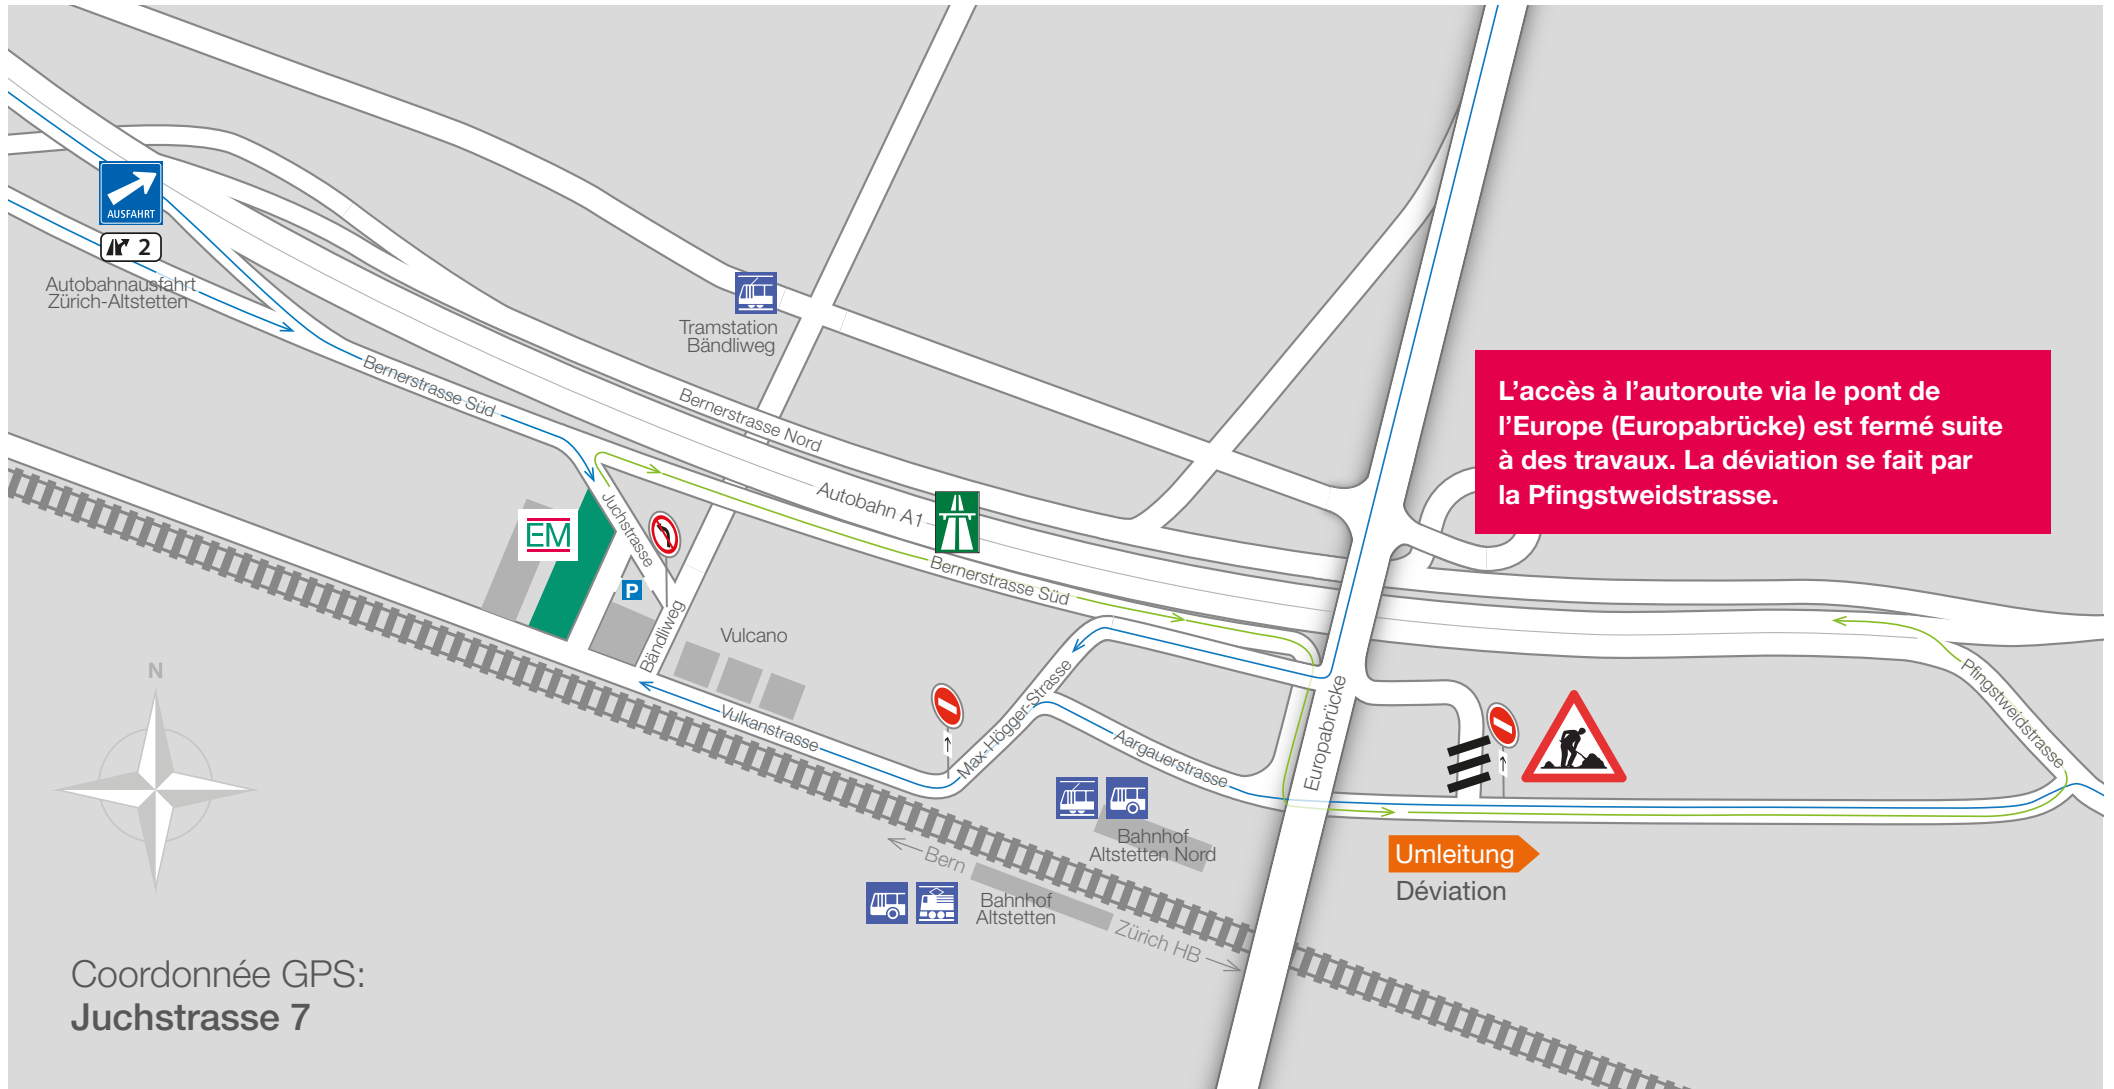 AUSFAHRT
2
Autobahnausfahrt
Zürich-Altstetten
Tramstation
Bändliweg
Bernerstrasse Süd
Bernerstrasse Nord
L’accès à l’autoroute via le pont de
l’Europe (Europabrücke) est fermé suite
à des travaux. La déviation se fait par
la Pfingstweidstrasse.
Autobahn A1
EM
Juchstrasse
P
Bernerstrasse Süd
Bändliweg
Vulcano
N
Vulkanstrasse
Max-Högger-Strasse
Aargauerstrasse
Europabrücke
Pfingstweidstrasse
Bahnhof
Altstetten Nord
Umleitung
Déviation
Bern
Bahnhof
Altstetten
Zürich HB
Coordonnée GPS:
Juchstrasse 7